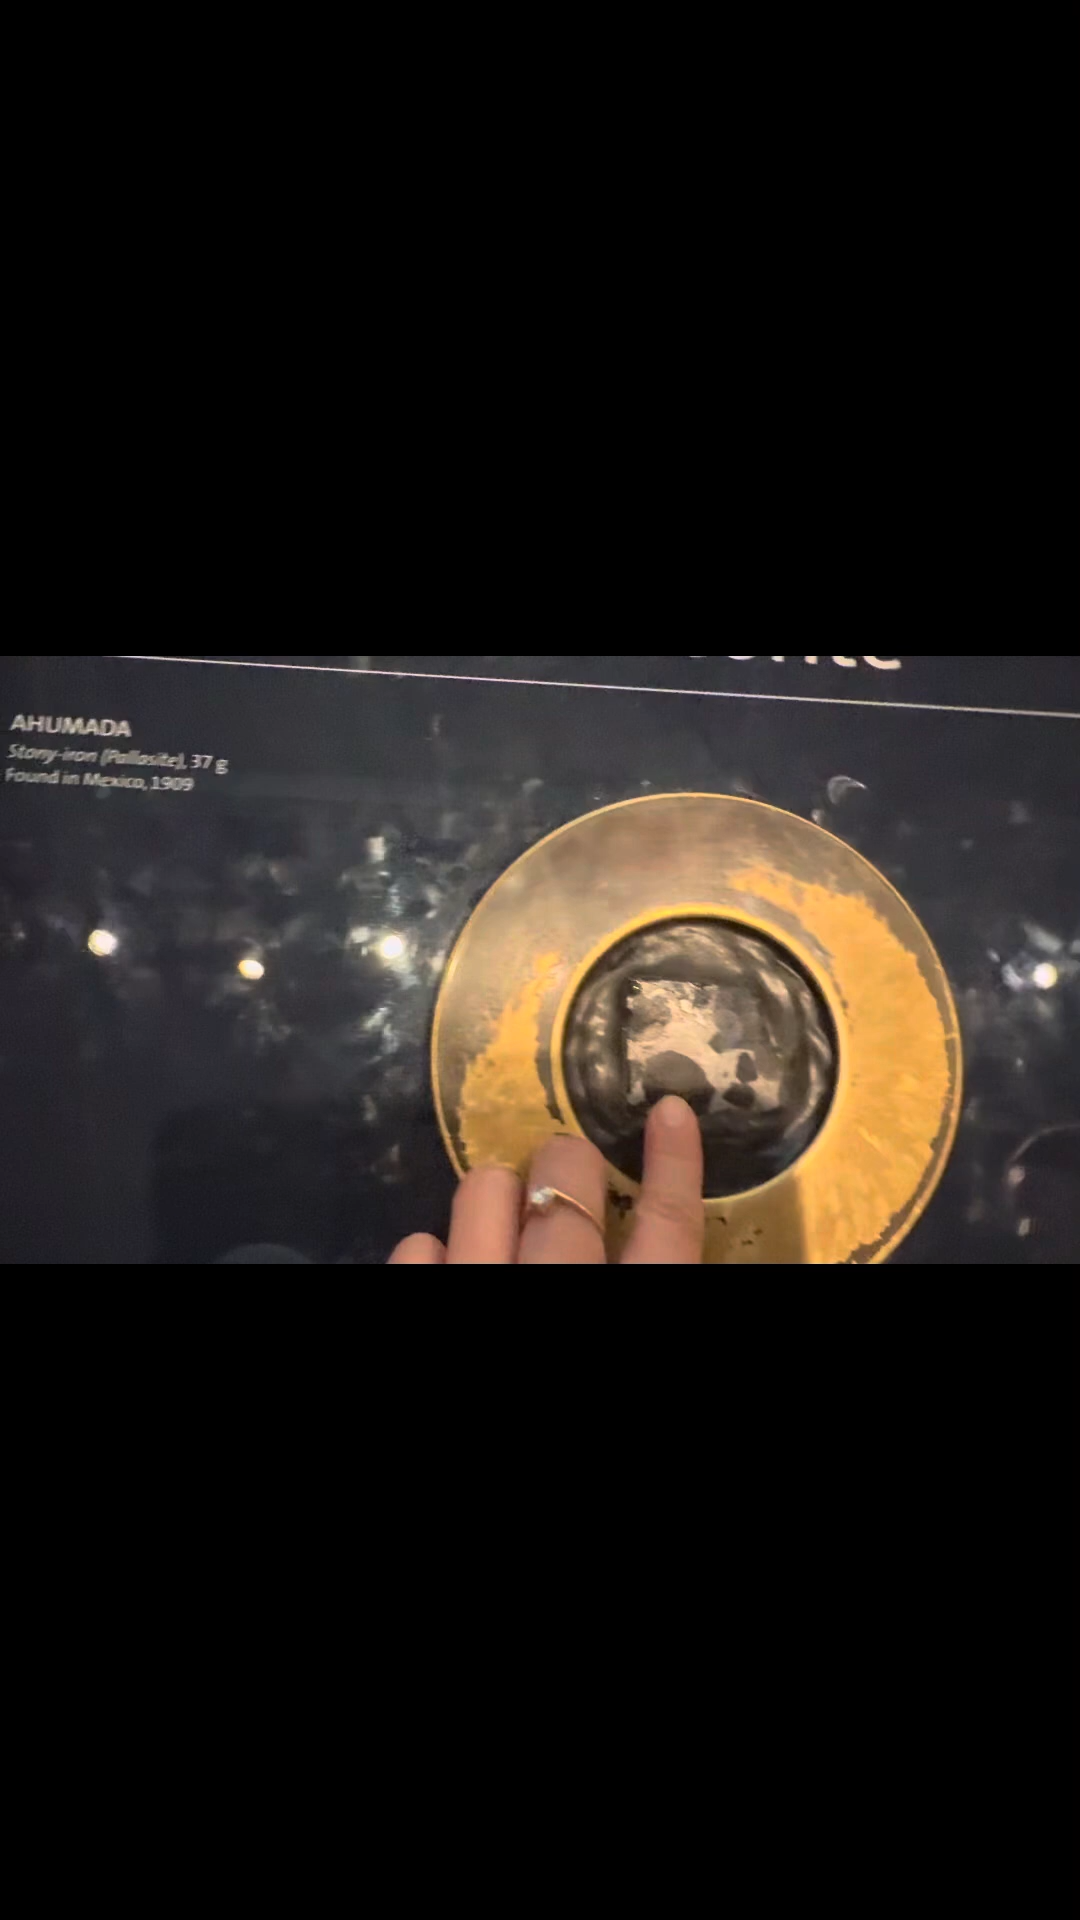 AHUMADA
Stony-iron (Pallasite), 37 g
Found in Mexico, 1909